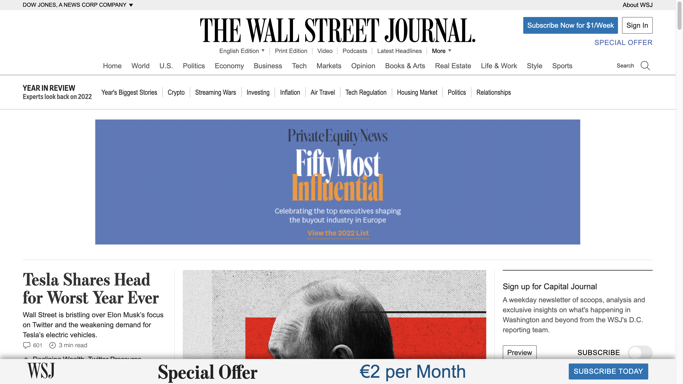 DOW JONES, A NEWS CORP COMPANY ▼
About WSJ
THE WALL STREET JOURNAL.
Subscribe Now for $1/Week
Sign In
SPECIAL OFFER
English Edition ▼ | Print Edition | Video | Podcasts | Latest Headlines | More ▼
Home World U.S. Politics Economy Business Tech Markets Opinion Books & Arts Real Estate Life & Work Style Sports
Search
YEAR IN REVIEW
Experts look back on 2022
Year's Biggest Stories | Crypto | Streaming Wars | Investing | Inflation | Air Travel | Tech Regulation | Housing Market | Politics | Relationships
PrivateEquityNews
Fifty Most
Influential
Celebrating the top executives shaping
the buyout industry in Europe
View the 2022 List
Tesla Shares Head
for Worst Year Ever
Wall Street is bristling over Elon Musk's focus
on Twitter and the weakening demand for
Tesla's electric vehicles.
601 3 min read
Sign up for Capital Journal
A weekday newsletter of scoops, analysis and
exclusive insights on what's happening in
Washington and beyond from the WSJ's D.C.
reporting team.
Preview
SUBSCRIBE
WSJ
Special Offer
€2 per Month
SUBSCRIBE TODAY